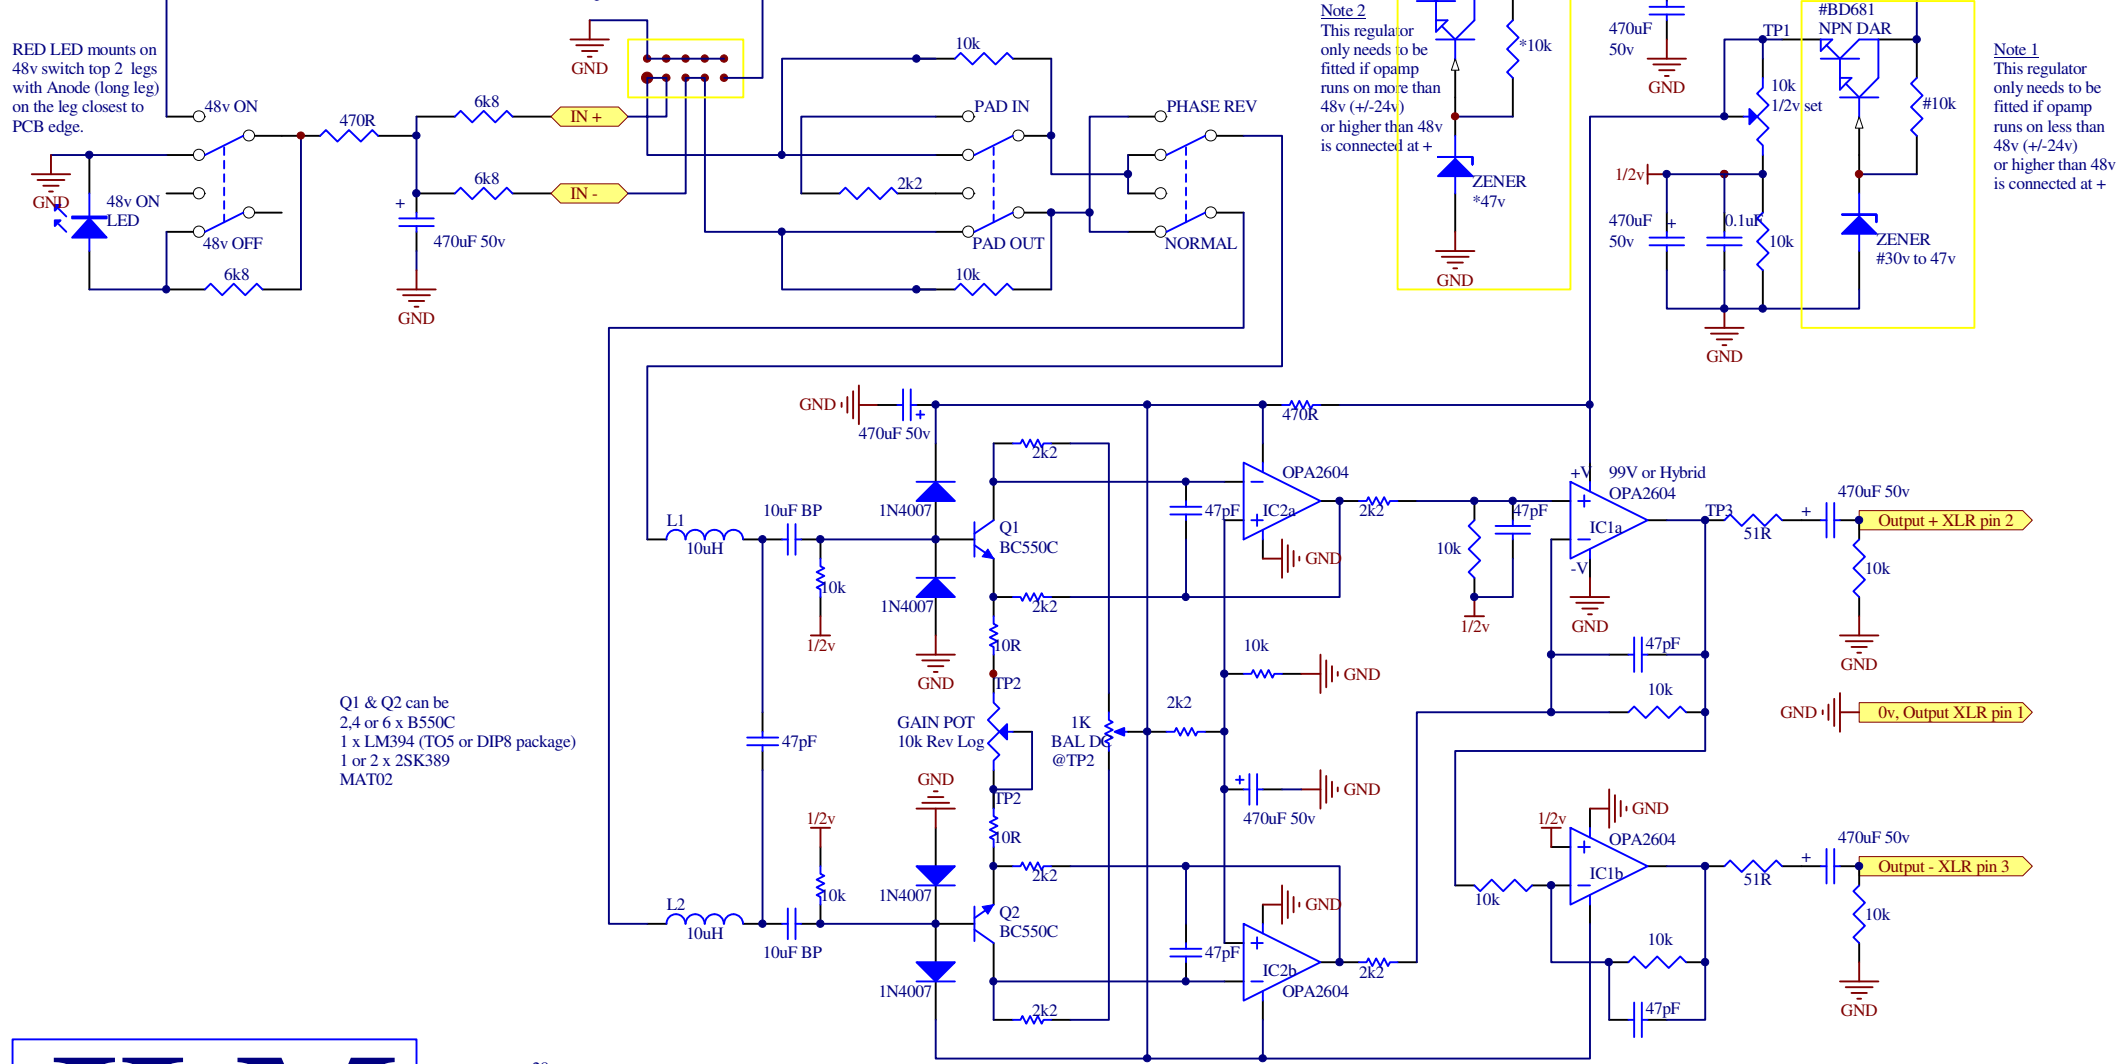 RED LED mounts on
48v switch top 2 legs
with Anode (long leg)
on the leg closest to
PCB edge.
48v ON
470R
6k8
IN +
GND
GND
48v ON
LED
48v OFF
6k8
6k8
IN -
+
470uF 50v
GND
10k
PAD IN
2k2
PAD OUT
10k
PHASE REV
NORMAL
Note 2
This regulator
only needs to be
fitted if opamp
runs on more than
48v (+/-24v)
or higher than 48v
is connected at +
*10k
ZENER
*47v
GND
470uF
50v
GND
TP1
#BD681
NPN DAR
10k
1/2v set
#10k
1/2v
470uF
50v
+
0.1uF
10k
ZENER
#30v to 47v
GND
Note 1
This regulator
only needs to be
fitted if opamp
runs on less than
48v (+/-24v)
or higher than 48v
is connected at +
GND
+
470uF 50v
470R
2k2
1N4007
L1
10uH
10uF BP
10k
1/2v
Q1
BC550C
1N4007
GND
2k2
10R
TP2
47pF
OPA2604
IC2a
GND
2k2
10k
47pF
1/2v
+V
99V or Hybrid
OPA2604
IC1a
-V
GND
TP3
51R
+
470uF 50v
Output + XLR pin 2
10k
GND
47pF
10k
GND
0v, Output XLR pin 1
Q1 & Q2 can be
2,4 or 6 x B550C
1 x LM394 (TO5 or DIP8 package)
1 or 2 x 2SK389
MAT02
47pF
GAIN POT
10k Rev Log
1K
BAL DC
@TP2
2k2
10k
GND
GND
TP2
10R
+
470uF 50v
GND
1/2v
10k
1N4007
2k2
L2
10uH
10uF BP
Q2
BC550C
1N4007
2k2
47pF
GND
IC2b
OPA2604
2k2
1/2v
GND
OPA2604
IC1b
10k
51R
+
470uF 50v
Output - XLR pin 3
10k
GND
10k
47pF